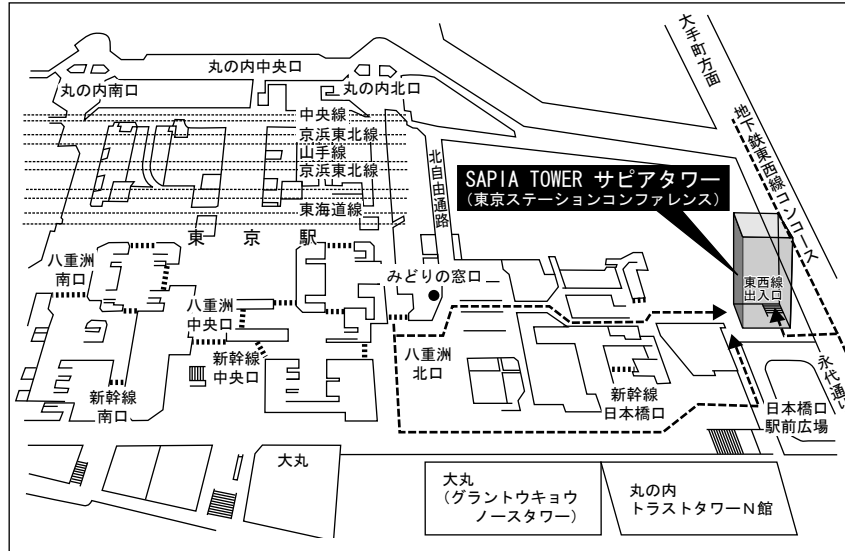 大手町方面
丸の内中央口
丸の内南口
丸の内北口
地下鉄東西線コンコース
中央線
京浜東北線
山手線
京浜東北線
東海道線
北自由通路
SAPIA TOWER サピアタワー
(東京ステーションコンファレンス)
東京駅
八重洲
南口
みどりの窓口
東西線
出入口
八重洲
中央口
新幹線
中央口
八重洲
北口
新幹線
南口
新幹線
日本橋口
永代通り
日本橋口
駅前広場
大丸
大丸
(グラントウキョウ
ノースタワー)
丸の内
トラストタワーN館